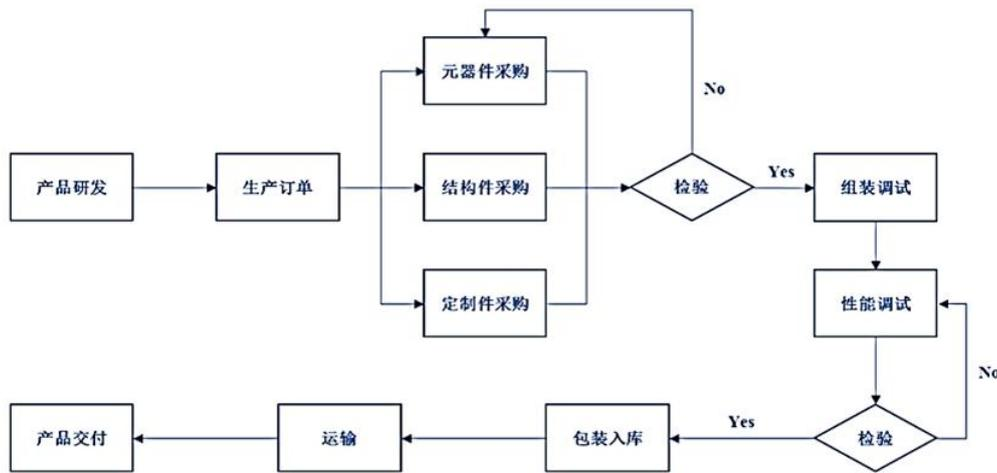 元器件采购
No
产品研发
生产订单
结构件采购
检验
Yes
组装调试
定制件采购
性能调试
No
产品交付
运输
包装入库
Yes
检验